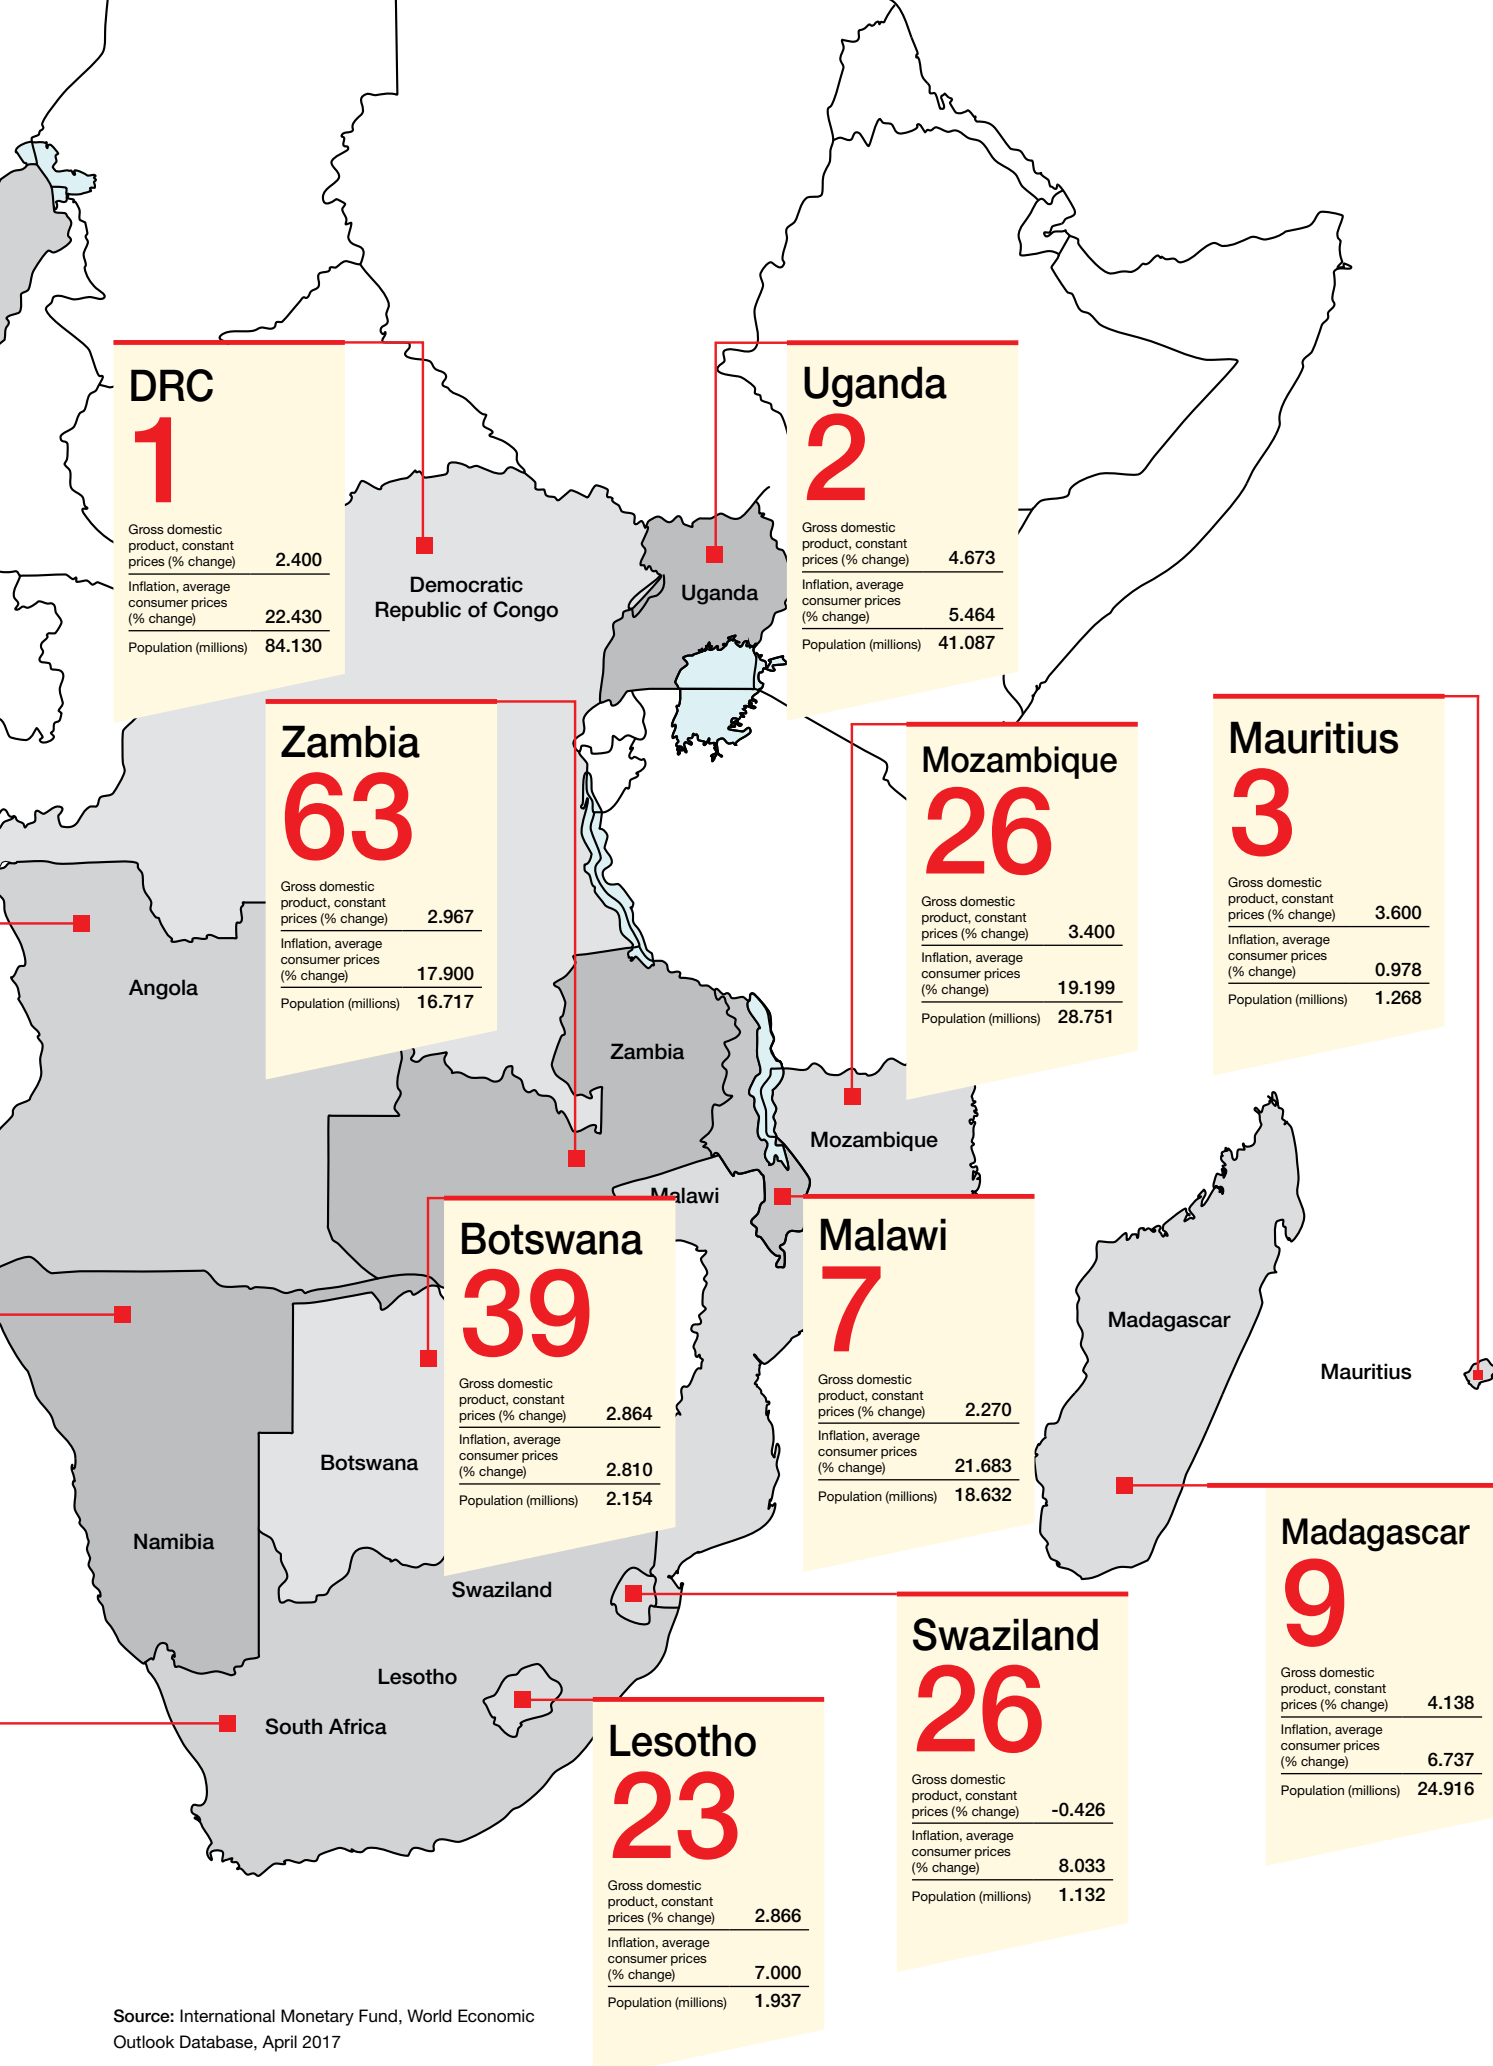 DRC
1
Gross domestic
product, constant
prices (% change) 2.400
Inflation, average
consumer prices
(% change) 22.430
Population (millions) 84.130
Uganda
2
Gross domestic
product, constant
prices (% change) 4.673
Inflation, average
consumer prices
(% change) 5.464
Population (millions) 41.087
Democratic
Republic of Congo
Uganda
Zambia
63
Gross domestic
product, constant
prices (% change) 2.967
Inflation, average
consumer prices
(% change) 17.900
Population (millions) 16.717
Mozambique
26
Gross domestic
product, constant
prices (% change) 3.400
Inflation, average
consumer prices
(% change) 19.199
Population (millions) 28.751
Mauritius
3
Gross domestic
product, constant
prices (% change) 3.600
Inflation, average
consumer prices
(% change) 0.978
Population (millions) 1.268
Angola
Zambia
Mozambique
Malawi
Botswana
39
Gross domestic
product, constant
prices (% change) 2.864
Inflation, average
consumer prices
(% change) 2.810
Population (millions) 2.154
Malawi
7
Gross domestic
product, constant
prices (% change) 2.270
Inflation, average
consumer prices
(% change) 21.683
Population (millions) 18.632
Madagascar
Mauritius
Botswana
Namibia
Swaziland
Lesotho
South Africa
Madagascar
9
Gross domestic
product, constant
prices (% change) 4.138
Inflation, average
consumer prices
(% change) 6.737
Population (millions) 24.916
Swaziland
26
Gross domestic
product, constant
prices (% change) -0.426
Inflation, average
consumer prices
(% change) 8.033
Population (millions) 1.132
Lesotho
23
Gross domestic
product, constant
prices (% change) 2.866
Inflation, average
consumer prices
(% change) 7.000
Population (millions) 1.937
Source: International Monetary Fund, World Economic
Outlook Database, April 2017